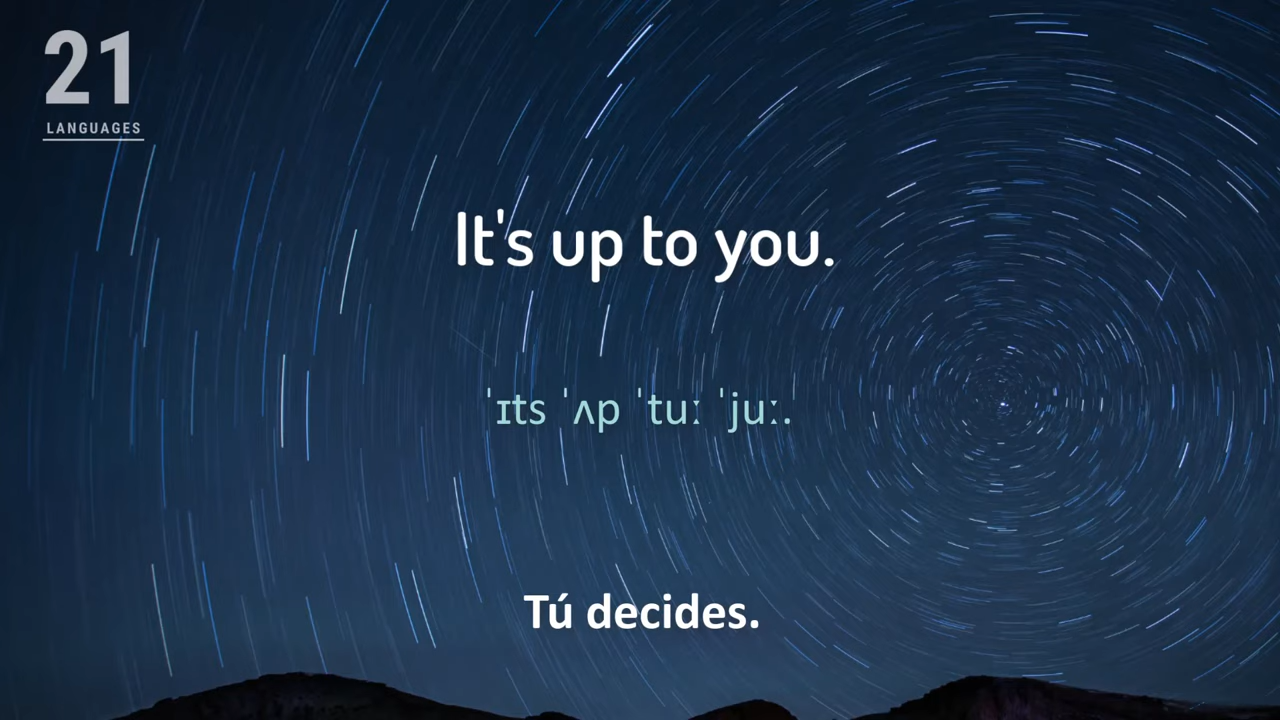 21
LANGUAGES
It's up to you.
ˈɪts ˈʌp ˈtuː ˈjuː.
Tú decides.